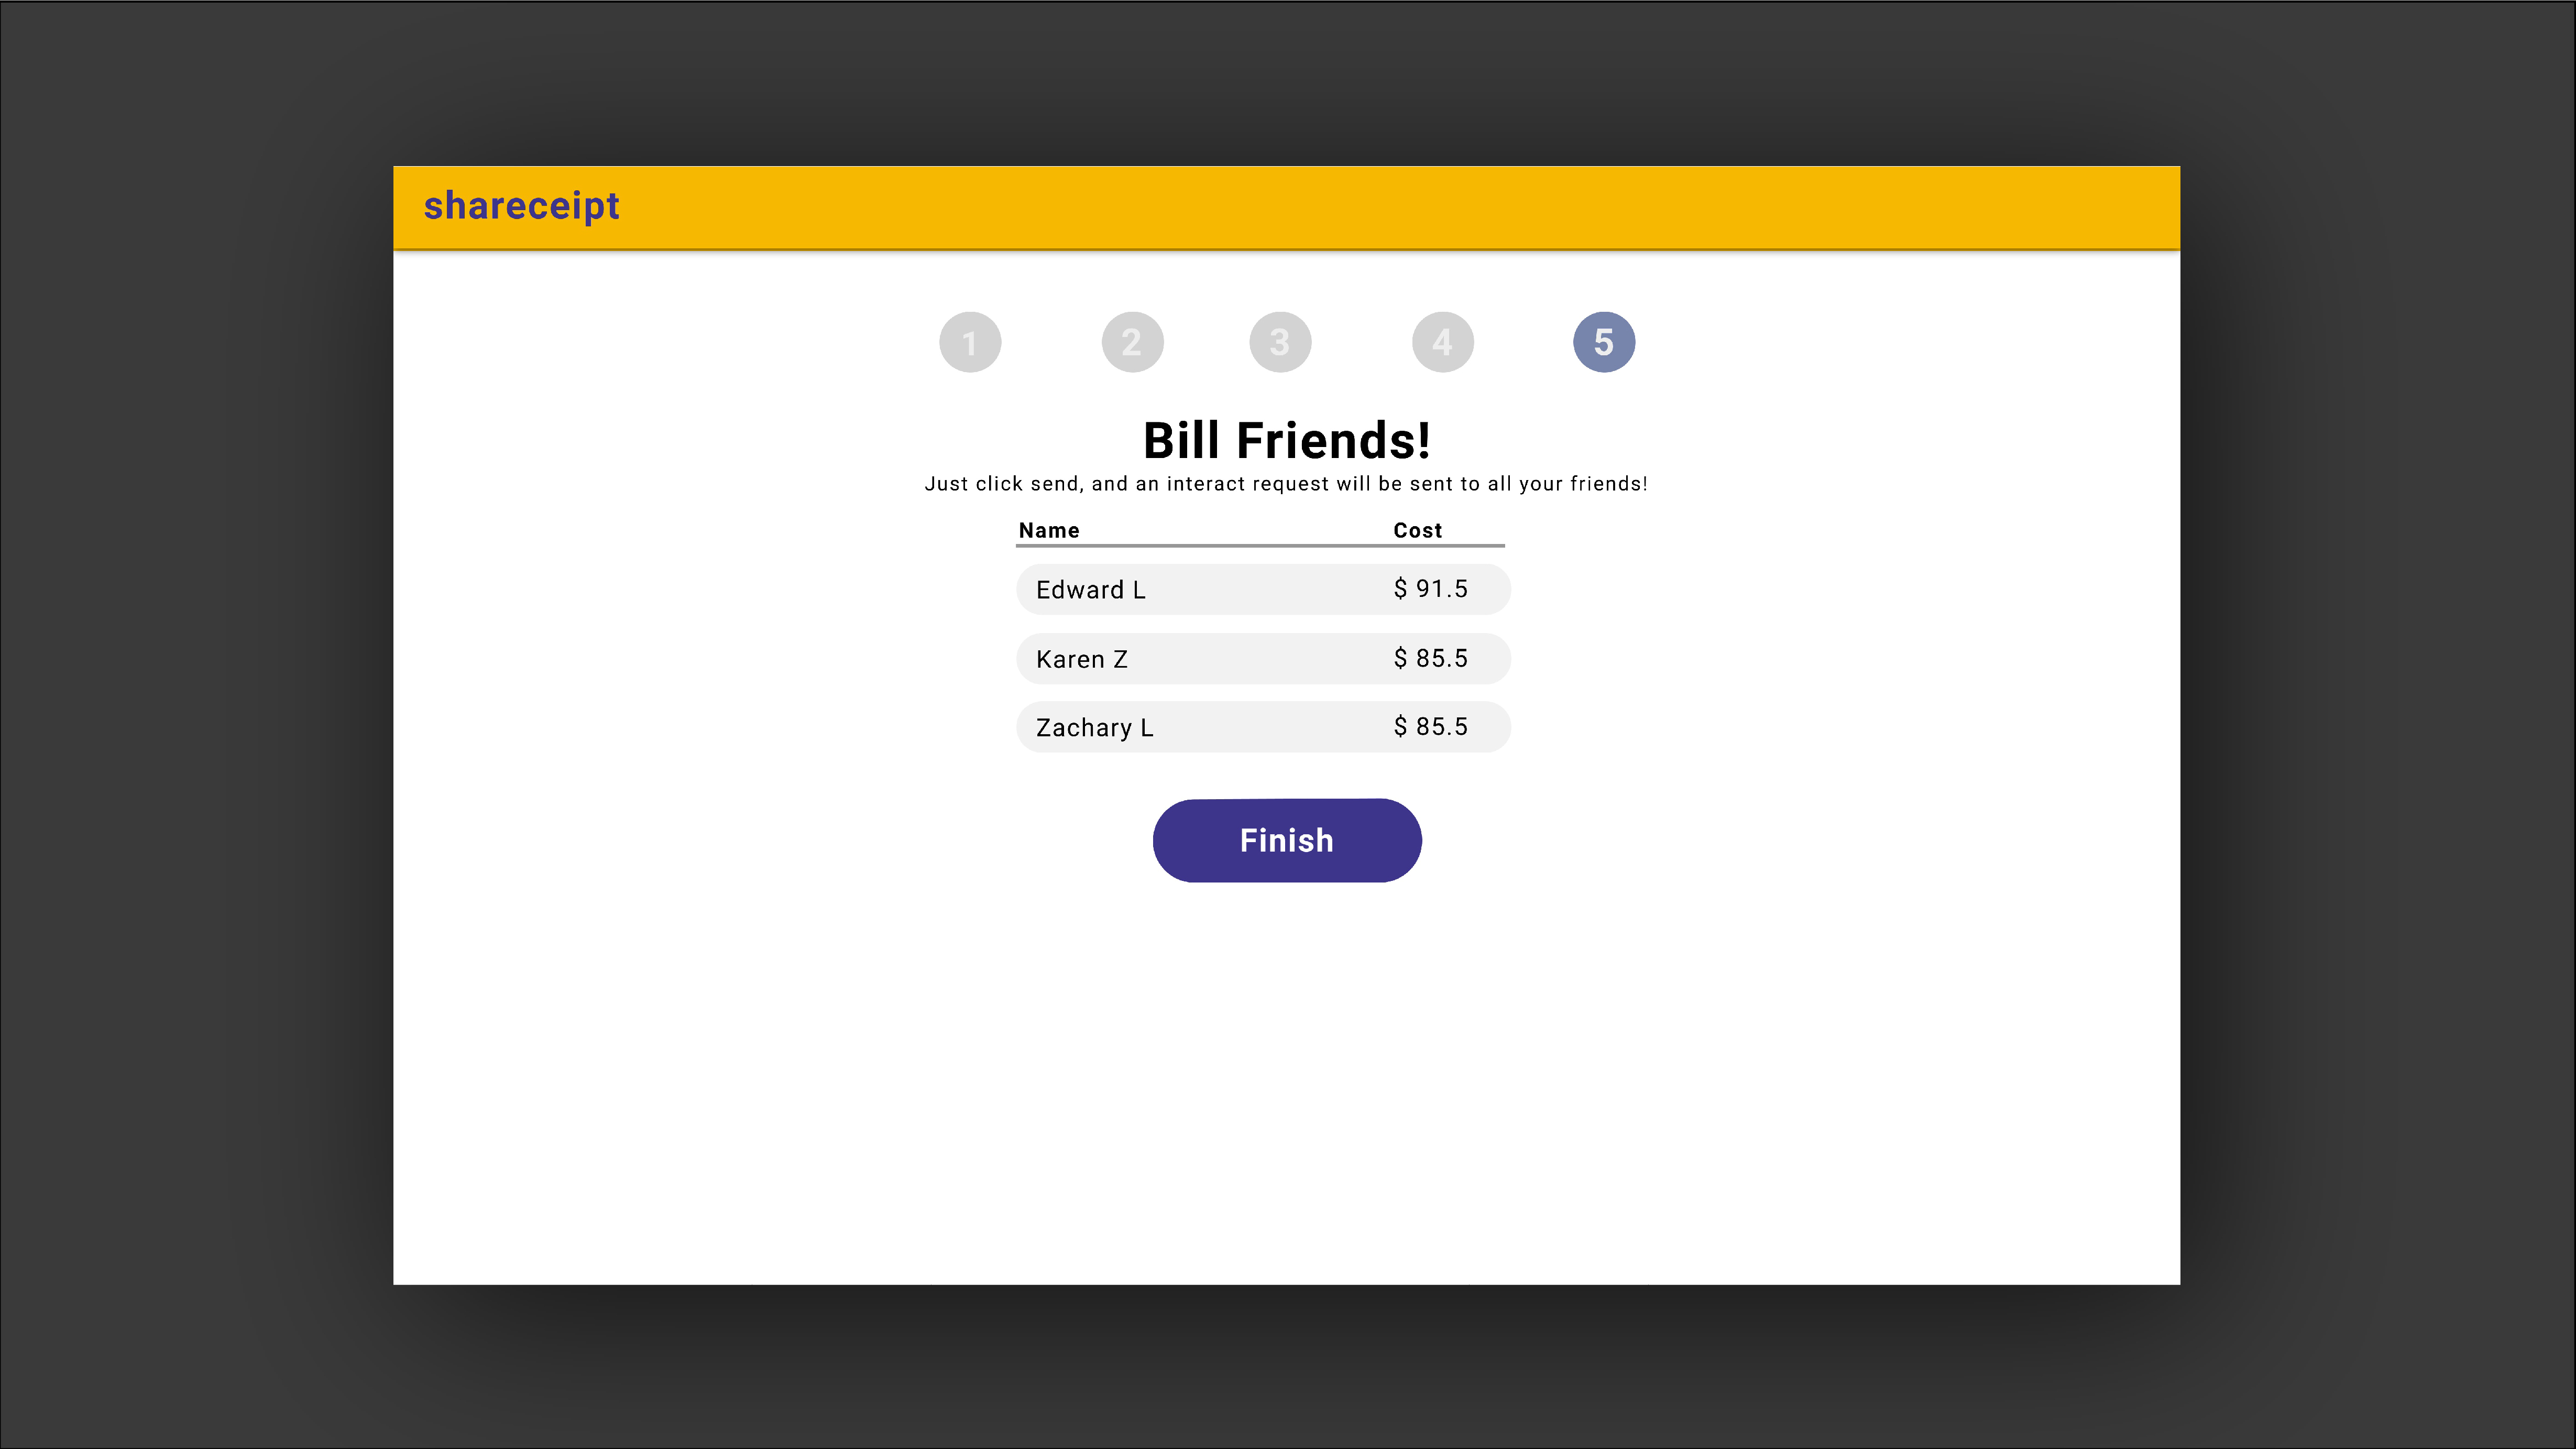 shareceipt
1 2 3 4 5
Bill Friends!
Just click send, and an interact request will be sent to all your friends!
Name Cost
Edward L $ 91.5
Karen Z $ 85.5
Zachary L $ 85.5
Finish